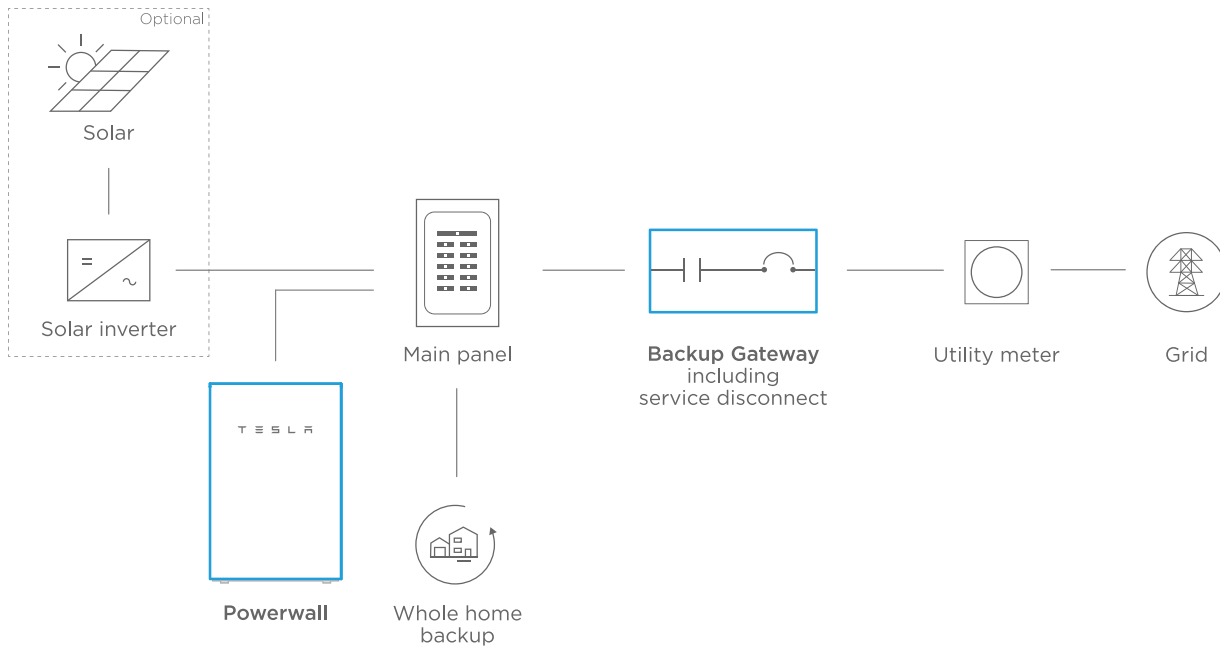 Optional
Solar
Solar inverter
Main panel
Backup Gateway
including
service disconnect
Utility meter
Grid
TESLA
Powerwall
Whole home
backup